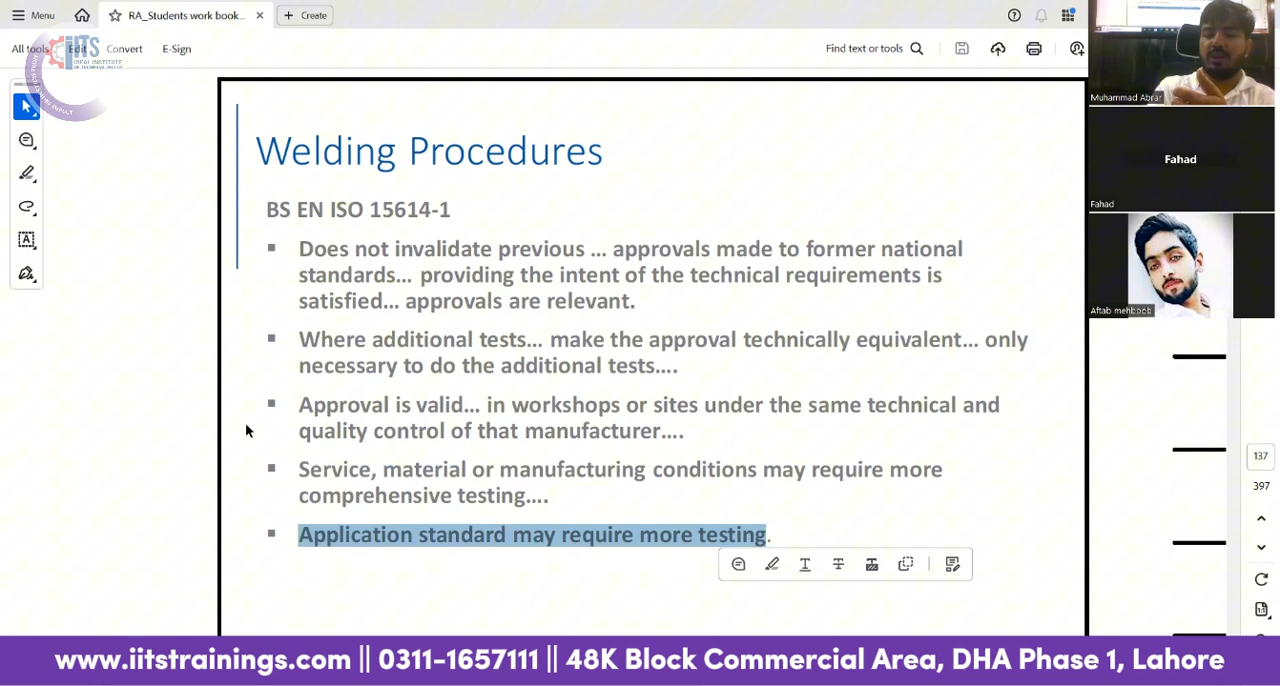 Menu
RA_Students work book...
Create
All tools
Edit
Convert
E-Sign
Find text or tools
IITS
IDEAL INSTITUTE
Welding Procedures
BS EN ISO 15614-1
▪ Does not invalidate previous … approvals made to former national
standards… providing the intent of the technical requirements is
satisfied… approvals are relevant.
▪ Where additional tests… make the approval technically equivalent… only
necessary to do the additional tests….
▪ Approval is valid… in workshops or sites under the same technical and
quality control of that manufacturer….
▪ Service, material or manufacturing conditions may require more
comprehensive testing….
▪ Application standard may require more testing.
Muhammad Abrar
Fahad
Fahad
Aftab mehboob
137
397
www.iitstrainings.com || 0311-1657111 || 48K Block Commercial Area, DHA Phase 1, Lahore